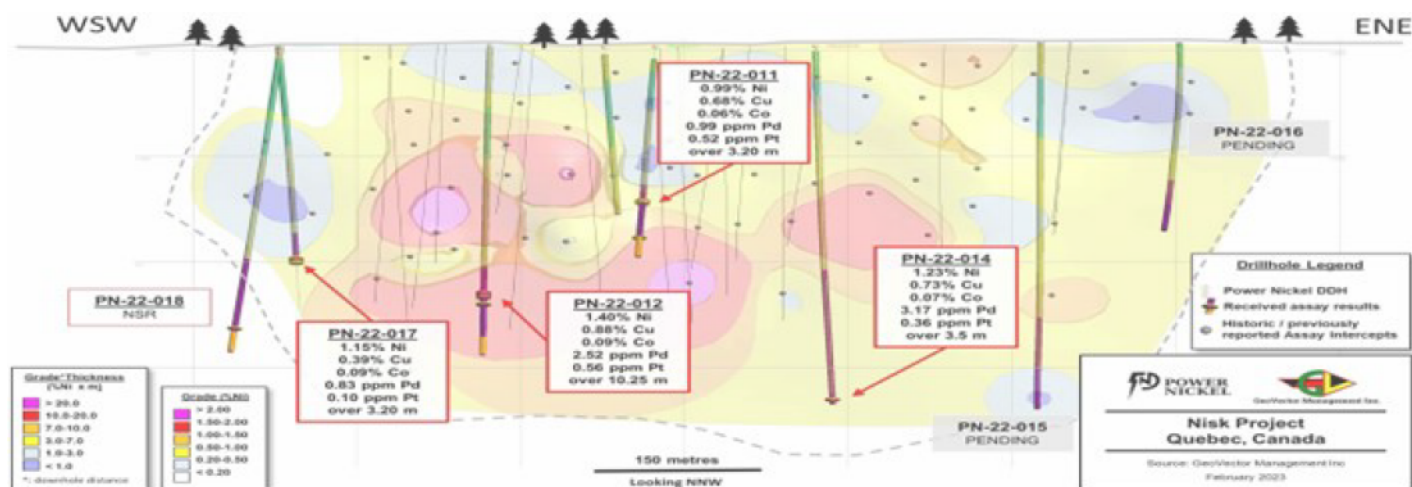 WSW
ENE
PN-22-011
0.99% Ni
0.68% Cu
0.06% Co
0.99 ppm Pd
0.52 ppm Pt
over 3.20 m
PN-22-016
PENDING
PN-22-014
1.23% Ni
0.73% Cu
0.07% Co
3.17 ppm Pd
0.36 ppm Pt
over 3.5 m
PN-22-018
NSR
PN-22-017
1.15% Ni
0.39% Cu
0.09% Co
0.83 ppm Pd
0.10 ppm Pt
over 3.20 m
PN-22-012
1.40% Ni
0.88% Cu
0.09% Co
2.52 ppm Pd
0.56 ppm Pt
over 10.25 m
PN-22-015
PENDING
Drillhole Legend
Power Nickel DDH
Received assay results
Historic / previously
reported Assay Intercepts
Grade*Thickness
(%Ni x m)
> 20.0
10.0-20.0
7.0-10.0
3.0-7.0
1.0-3.0
< 1.0
*: downhole distance
Grade (%Ni)
> 2.00
1.50-2.00
1.00-1.50
0.50-1.00
0.20-0.50
< 0.20
150 metres
Looking NNW
POWER
NICKEL
GeoVector Management Inc.
Nisk Project
Quebec, Canada
Source: GeoVector Management Inc
February 2023